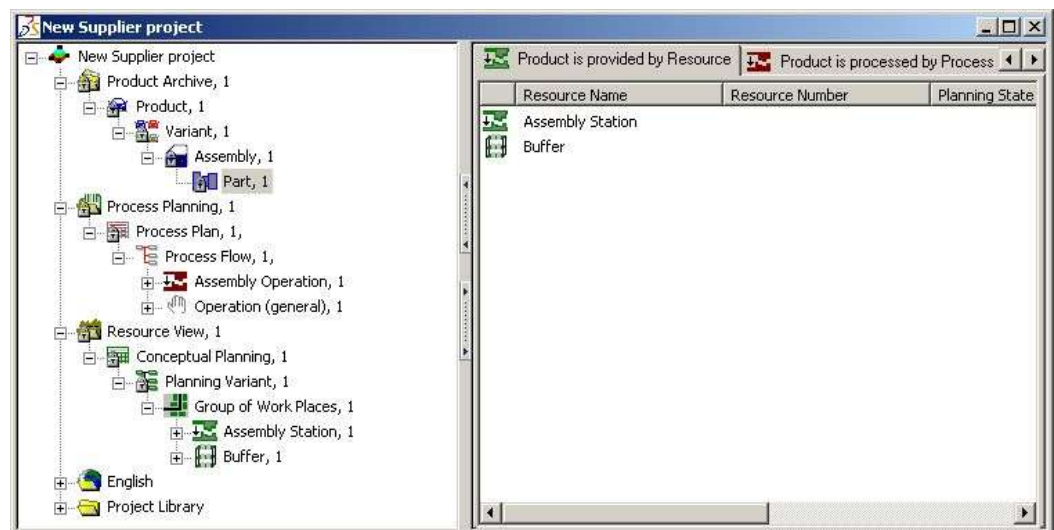 New Supplier project
New Supplier project
Product Archive, 1
Product, 1
Variant, 1
Assembly, 1
Part, 1
Process Planning, 1
Process Plan, 1,
Process Flow, 1,
Assembly Operation, 1
Operation (general), 1
Resource View, 1
Conceptual Planning, 1
Planning Variant, 1
Group of Work Places, 1
Assembly Station, 1
Buffer, 1
English
Project Library
Product is provided by Resource Product is processed by Process
Resource Name Resource Number Planning State
Assembly Station
Buffer